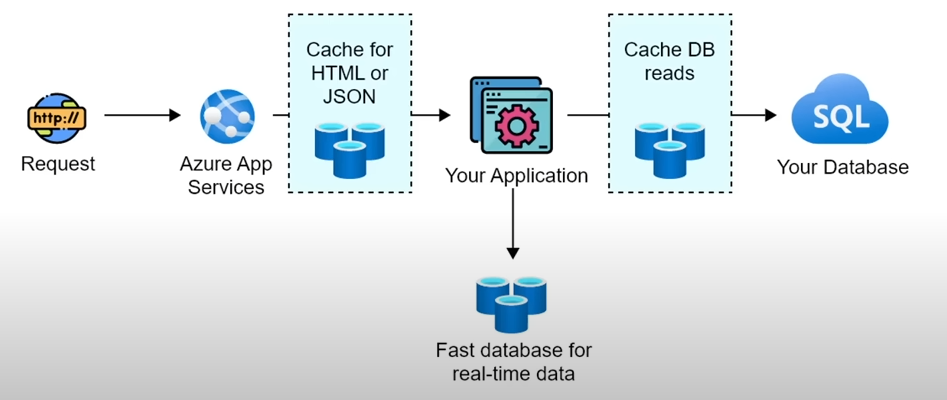 Cache for
HTML or
JSON
Cache DB
reads
http://
SQL
Request
Azure App
Services
Your Application
Your Database
Fast database for
real-time data